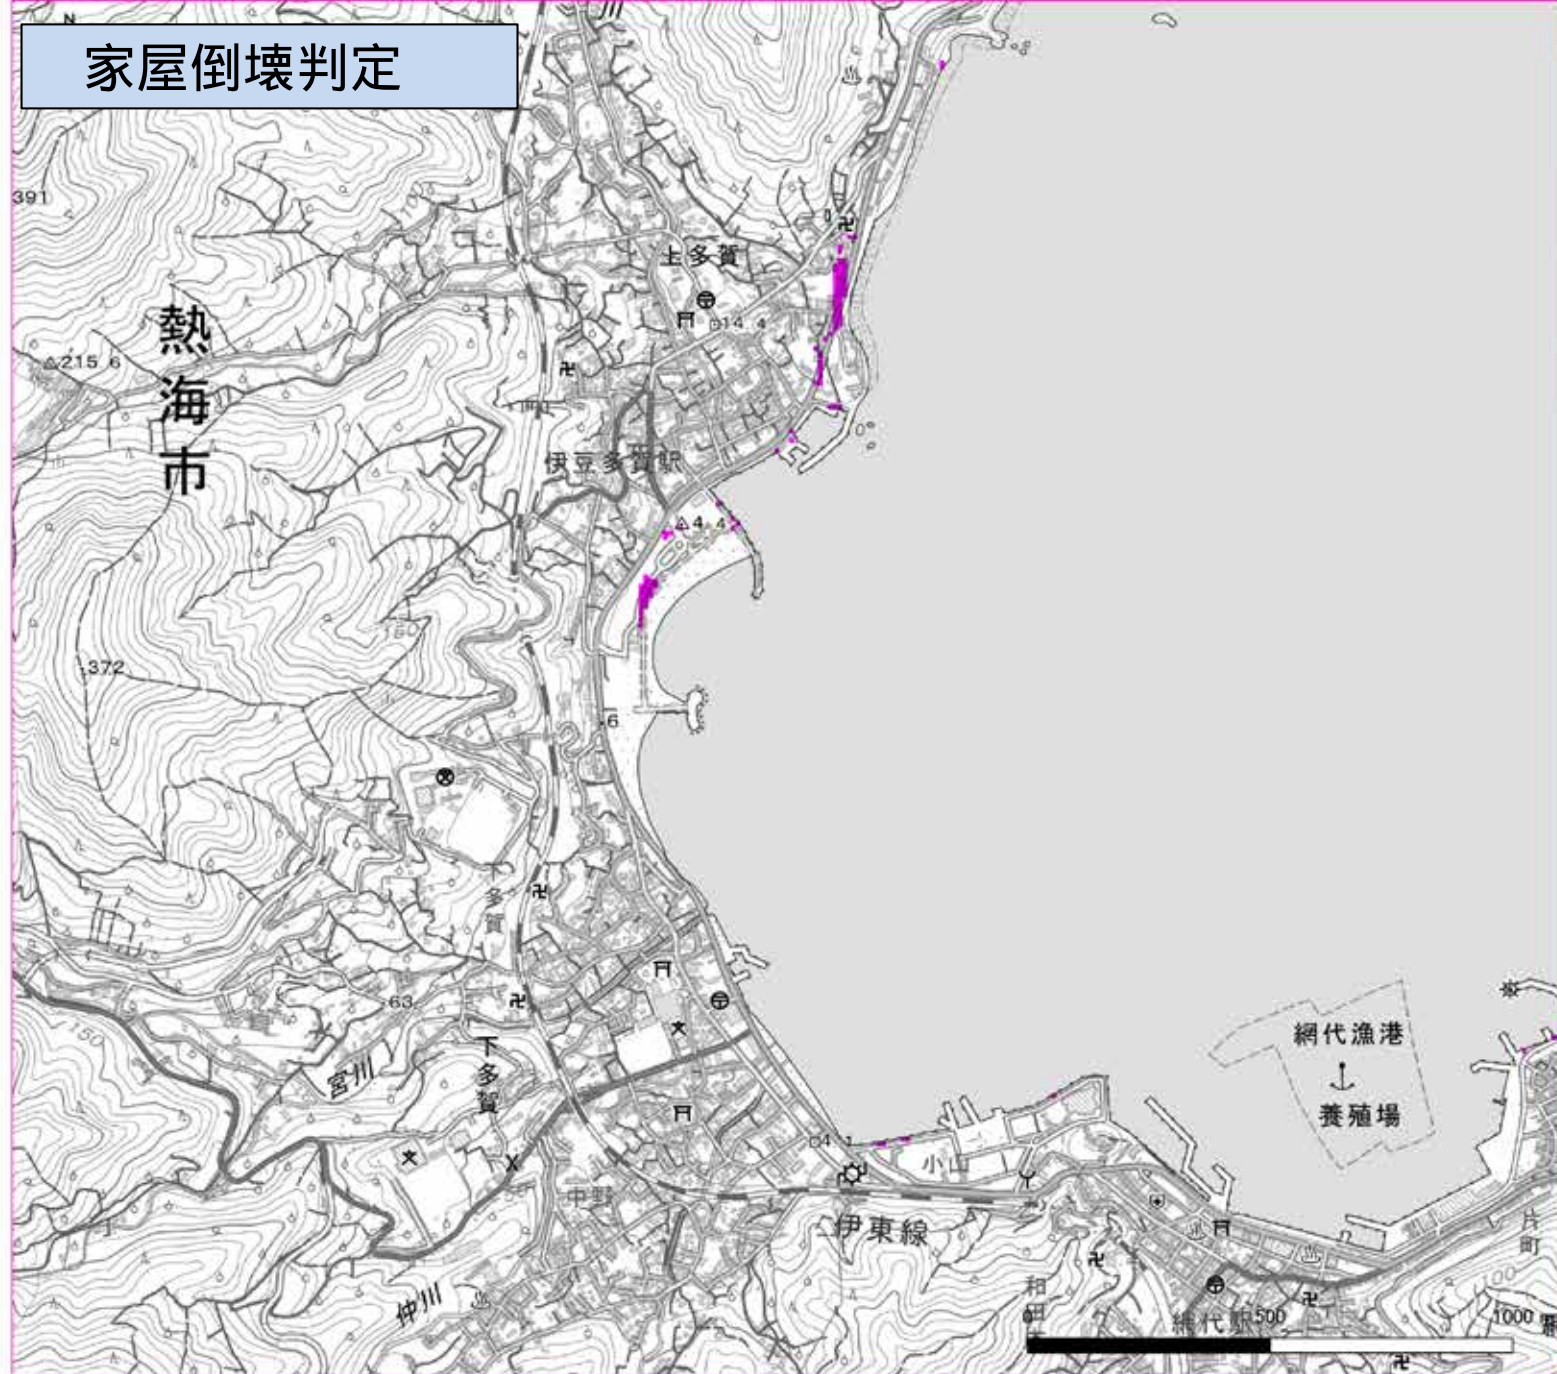 家屋倒壊判定
391
上多賀
14 4
熱海市
215 6
伊豆多賀駅
4 4
160
372
6
下多賀
63
150
宮川
下多賀
網代漁港
養殖場
4 1
小山
中野
伊東線
片町
仲川
網代駅
500
1000